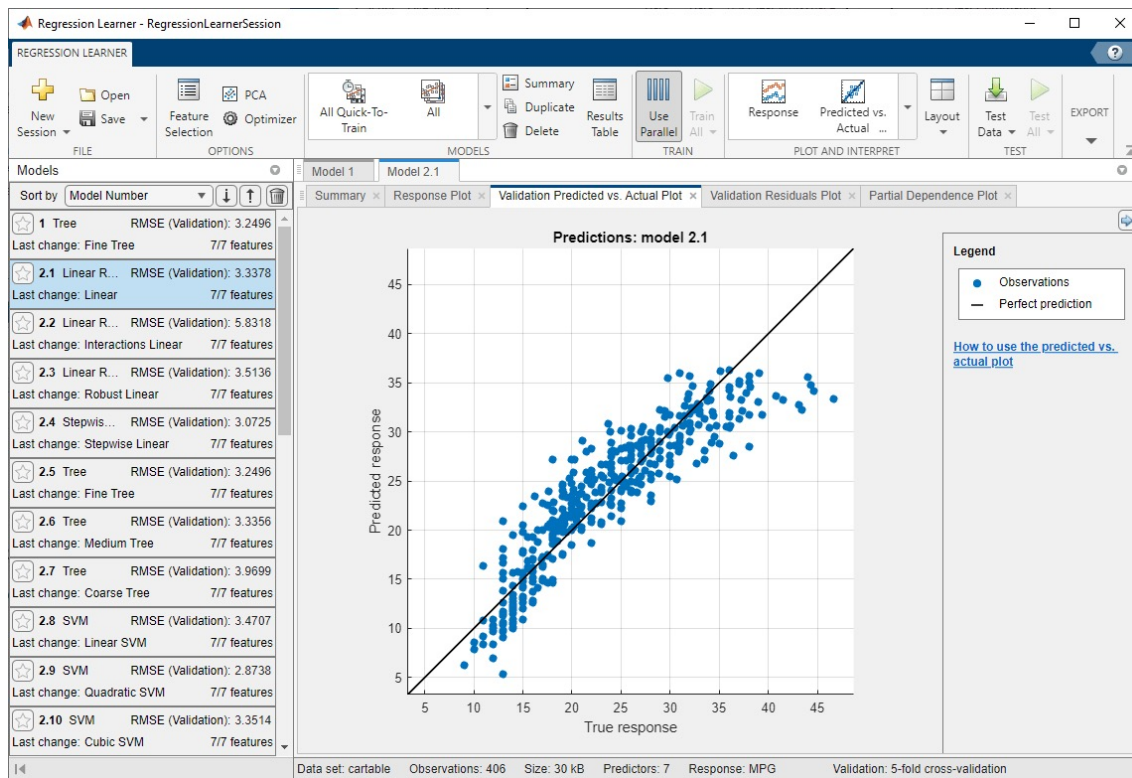 Regression Learner - RegressionLearnerSession
REGRESSION LEARNER
New Session
Open
Save
FILE
Feature Selection
PCA
Optimizer
OPTIONS
All Quick-To-Train
All
Summary
Duplicate
Delete
Results Table
MODELS
Use Parallel
Train All
TRAIN
Response
Predicted vs. Actual ...
Layout
PLOT AND INTERPRET
Test Data
Test All
TEST
EXPORT
Models
Sort by Model Number
1 Tree RMSE (Validation): 3.2496
Last change: Fine Tree 7/7 features
2.1 Linear R... RMSE (Validation): 3.3378
Last change: Linear 7/7 features
2.2 Linear R... RMSE (Validation): 5.8318
Last change: Interactions Linear 7/7 features
2.3 Linear R... RMSE (Validation): 3.5136
Last change: Robust Linear 7/7 features
2.4 Stepwis... RMSE (Validation): 3.0725
Last change: Stepwise Linear 7/7 features
2.5 Tree RMSE (Validation): 3.2496
Last change: Fine Tree 7/7 features
2.6 Tree RMSE (Validation): 3.3356
Last change: Medium Tree 7/7 features
2.7 Tree RMSE (Validation): 3.9699
Last change: Coarse Tree 7/7 features
2.8 SVM RMSE (Validation): 3.4707
Last change: Linear SVM 7/7 features
2.9 SVM RMSE (Validation): 2.8738
Last change: Quadratic SVM 7/7 features
2.10 SVM RMSE (Validation): 3.3514
Last change: Cubic SVM 7/7 features
Model 1 Model 2.1
Summary Response Plot Validation Predicted vs. Actual Plot Validation Residuals Plot Partial Dependence Plot
Predictions: model 2.1
Predicted response
45
40
35
30
25
20
15
10
5
5 10 15 20 25 30 35 40 45
True response
Legend
Observations
Perfect prediction
How to use the predicted vs.
actual plot
Data set: cartable Observations: 406 Size: 30 kB Predictors: 7 Response: MPG Validation: 5-fold cross-validation